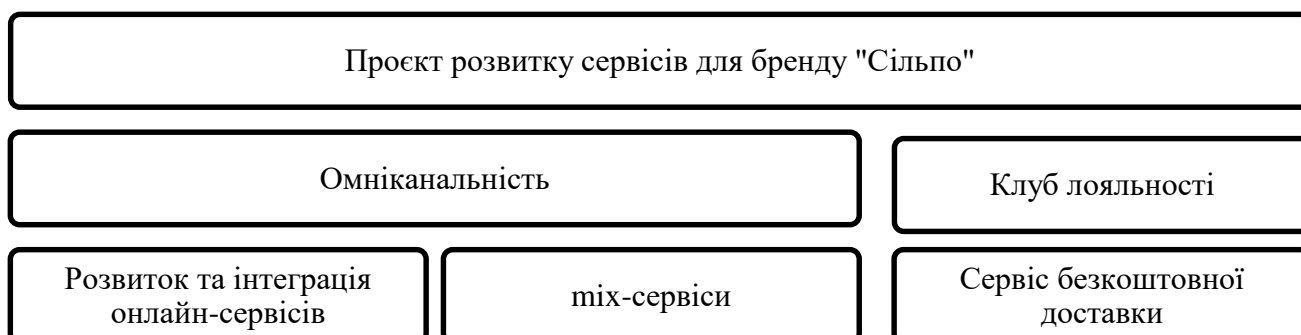 Проєкт розвитку сервісів для бренду "Сільпо"
Омніканальність
Клуб лояльності
Розвиток та інтеграція
онлайн-сервісів
mix-сервіси
Сервіс безкоштовної
доставки